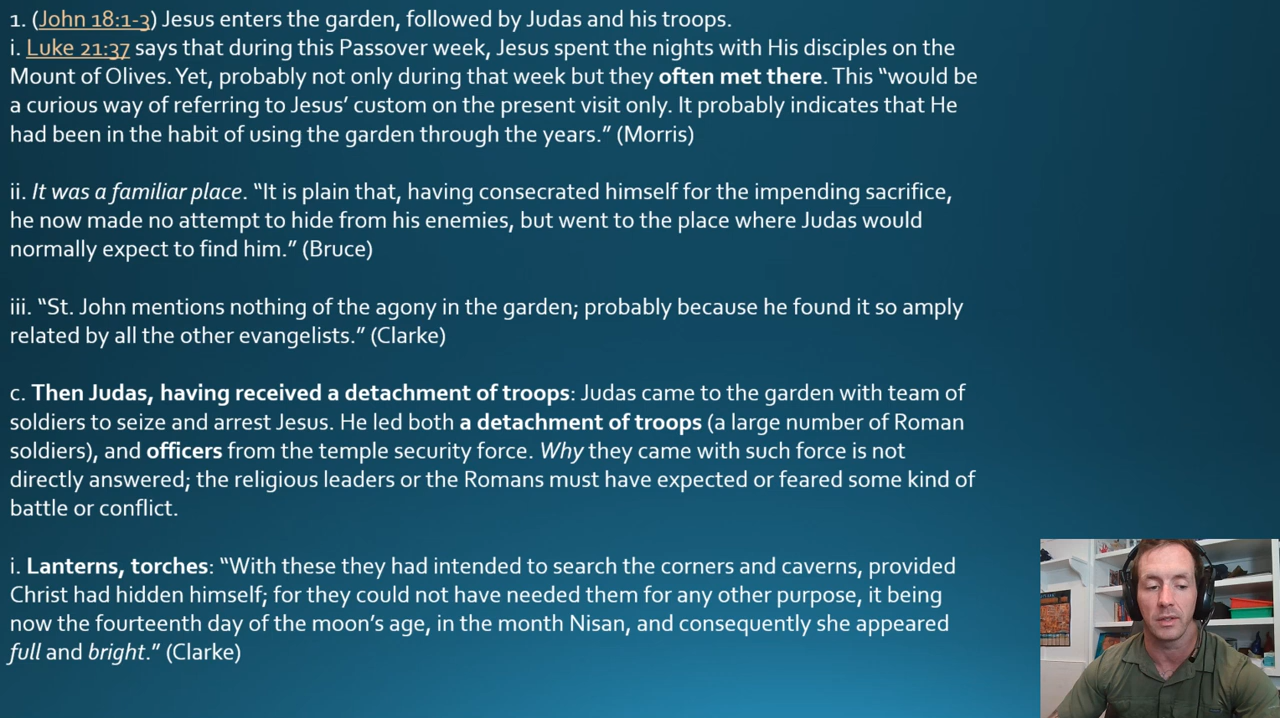 1. (John 18:1-3) Jesus enters the garden, followed by Judas and his troops.
i. Luke 21:37 says that during this Passover week, Jesus spent the nights with His disciples on the
Mount of Olives. Yet, probably not only during that week but they often met there. This “would be
a curious way of referring to Jesus’ custom on the present visit only. It probably indicates that He
had been in the habit of using the garden through the years.” (Morris)
ii. It was a familiar place. “It is plain that, having consecrated himself for the impending sacrifice,
he now made no attempt to hide from his enemies, but went to the place where Judas would
normally expect to find him.” (Bruce)
iii. “St. John mentions nothing of the agony in the garden; probably because he found it so amply
related by all the other evangelists.” (Clarke)
c. Then Judas, having received a detachment of troops: Judas came to the garden with team of
soldiers to seize and arrest Jesus. He led both a detachment of troops (a large number of Roman
soldiers), and officers from the temple security force. Why they came with such force is not
directly answered; the religious leaders or the Romans must have expected or feared some kind of
battle or conflict.
i. Lanterns, torches: “With these they had intended to search the corners and caverns, provided
Christ had hidden himself; for they could not have needed them for any other purpose, it being
now the fourteenth day of the moon’s age, in the month Nisan, and consequently she appeared
full and bright.” (Clarke)